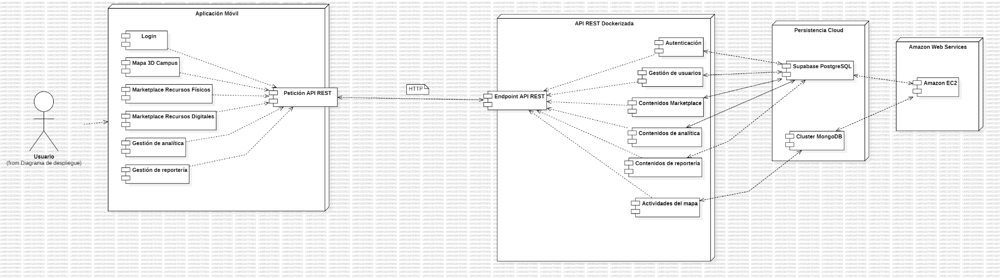 Aplicación Móvil
Login
Mapa 3D Campus
Marketplace Recursos Físicos
Marketplace Recursos Digitales
Gestión de analítica
Gestión de reportería
Petición API REST
Usuario
(from Diagrama de despliegue)
HTTP
API REST Dockerizada
Endpoint API REST
Autenticación
Gestión de usuarios
Contenidos Marketplace
Contenidos de analítica
Contenidos de reportería
Actividades del mapa
Persistencia Cloud
Supabase PostgreSQL
Cluster MongoDB
Amazon Web Services
Amazon EC2
UNREGISTERED